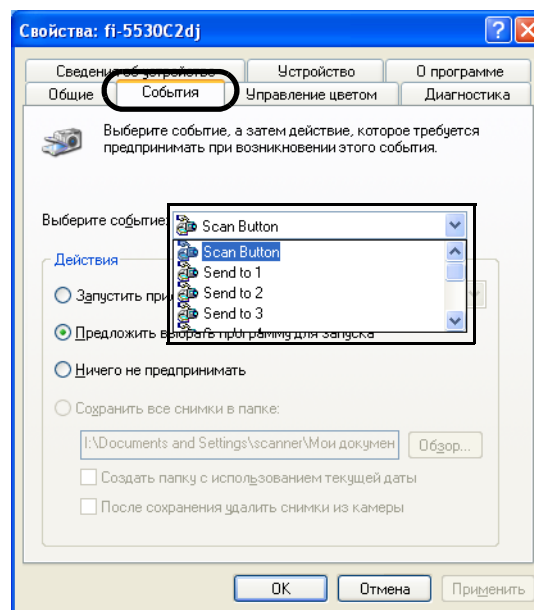 Свойства: fi-5530C2dj
Сведения об устройстве Устройство О программе
Общие События Управление цветом Диагностика
Выберите событие, а затем действие, которое требуется
предпринимать при возникновении этого события.
Выберите событие: Scan Button
Scan Button
Send to 1
Send to 2
Send to 3
Действия
Запустить
Предложить выбрать программу для запуска
Ничего не предпринимать
Сохранить все снимки в папке:
I:\Documents and Settings\scanner\Мои докумен Обзор...
Создать папку с использованием текущей даты
После сохранения удалить снимки из камеры
OK Отмена Применить